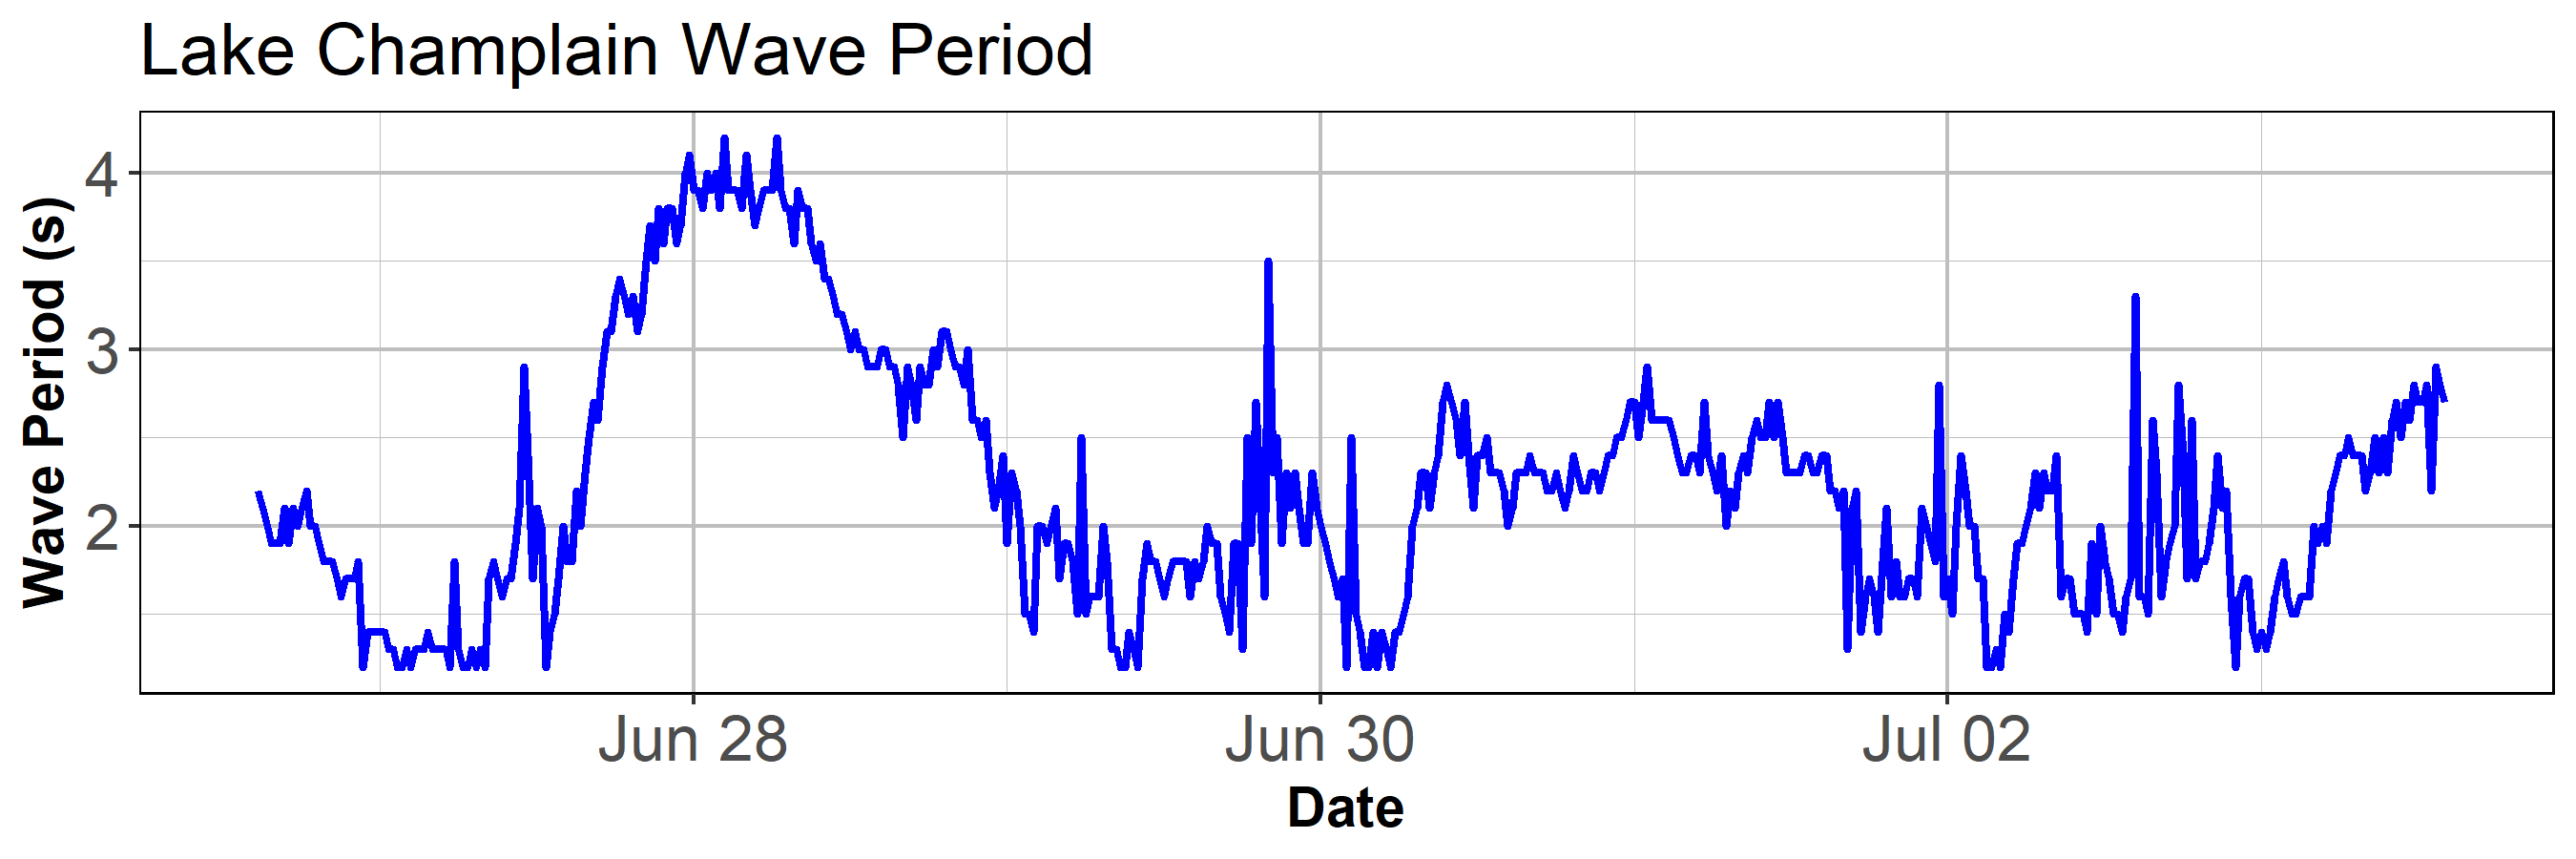 Lake Champlain Wave Period
Wave Period (s)
4
3
2
Jun 28
Jun 30
Jul 02
Date